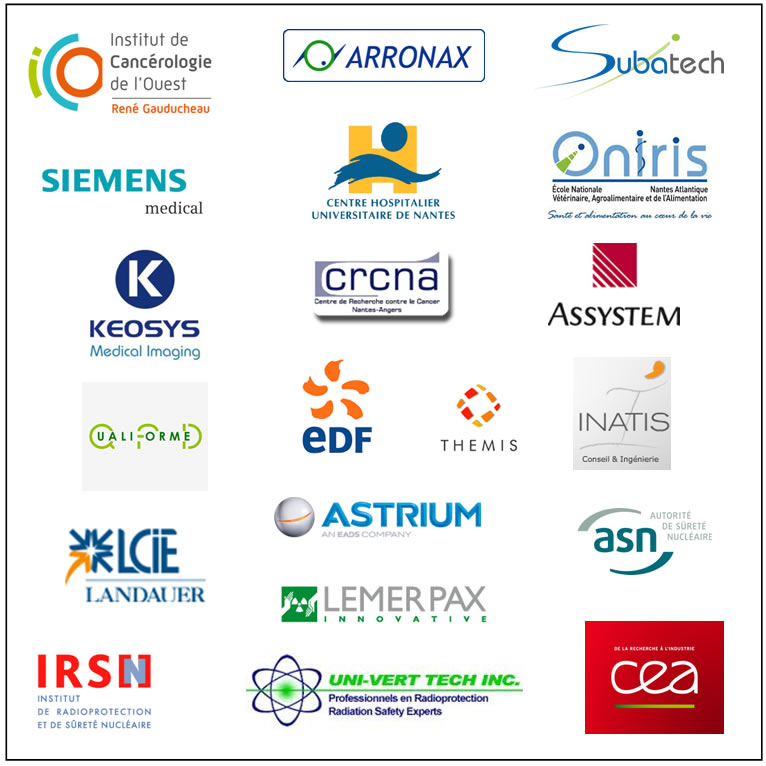 Institut de
Cancérologie
de l'Ouest
René Gauducheau
ARRONAX
Subatech
SIEMENS
medical
CENTRE HOSPITALIER
UNIVERSITAIRE DE NANTES
Oniris
École Nationale Nantes Atlantique
Vétérinaire, Agroalimentaire et de l'Alimentation
Santé et alimentation au cœur de la vie
K
KEOSYS
Medical Imaging
crcna
Centre de Recherche contre le Cancer
Nantes-Angers
ASSYSTEM
QUALIFORMED
eDF
THEMIS
INATIS
Conseil & Ingénierie
ASTRIUM
AN EADS COMPANY
LCIE
LANDAUER
asn
AUTORITÉ
DE SÛRETÉ
NUCLÉAIRE
LEMER PAX
INNOVATIVE
IRSN
INSTITUT
DE RADIOPROTECTION
ET DE SÛRETÉ NUCLÉAIRE
UNI-VERT TECH INC.
Professionnels en Radioprotection
Radiation Safety Experts
DE LA RECHERCHE À L'INDUSTRIE
cea